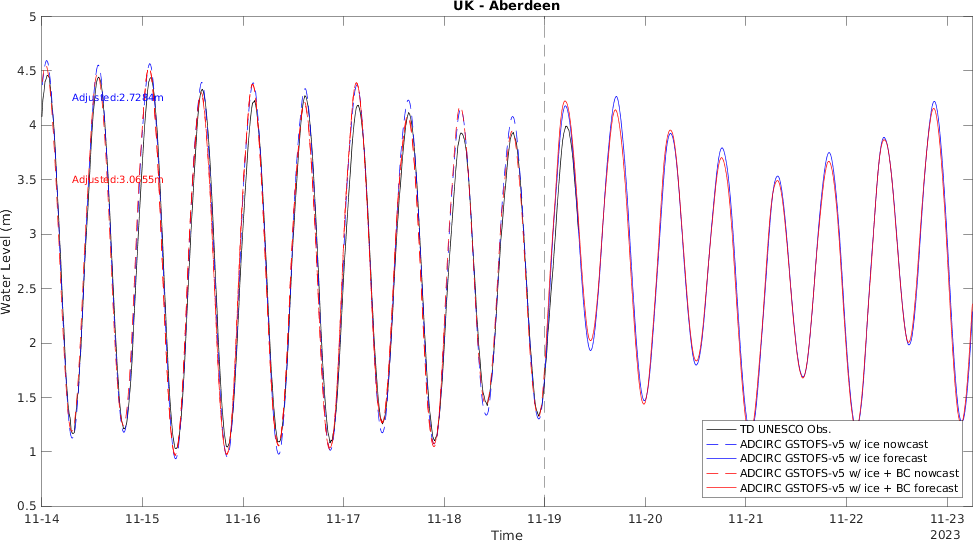 UK - Aberdeen
5
4.5
4
3.5
3
2.5
2
1.5
1
0.5
Water Level (m)
Adjusted:2.7284m
Adjusted:3.0655m
TD UNESCO Obs.
ADCIRC GSTOFS-v5 w/ ice nowcast
ADCIRC GSTOFS-v5 w/ ice forecast
ADCIRC GSTOFS-v5 w/ ice + BC nowcast
ADCIRC GSTOFS-v5 w/ ice + BC forecast
11-14 11-15 11-16 11-17 11-18 11-19 11-20 11-21 11-22 11-23
2023
Time